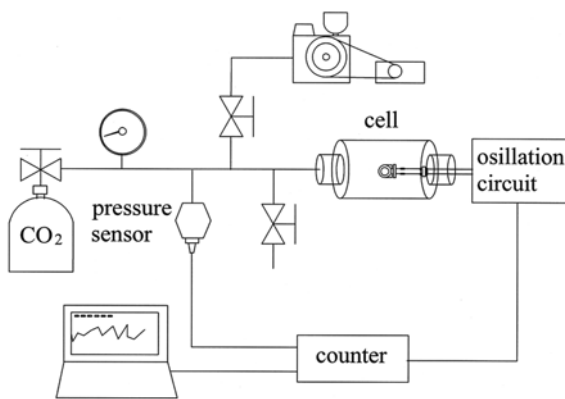 cell
osillation
circuit
pressure
sensor
CO₂
counter